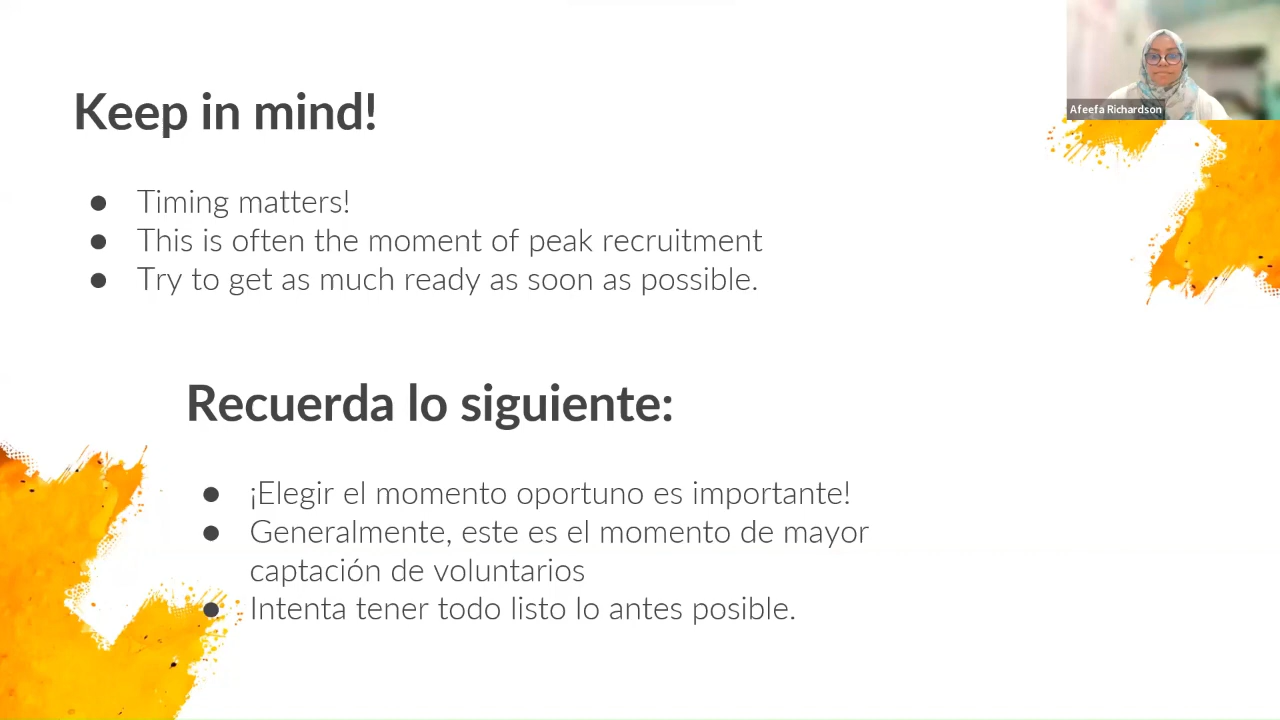 Keep in mind!
Afeefa Richardson
● Timing matters!
● This is often the moment of peak recruitment
● Try to get as much ready as soon as possible.
Recuerda lo siguiente:
● ¡Elegir el momento oportuno es importante!
● Generalmente, este es el momento de mayor
captación de voluntarios
● Intenta tener todo listo lo antes posible.